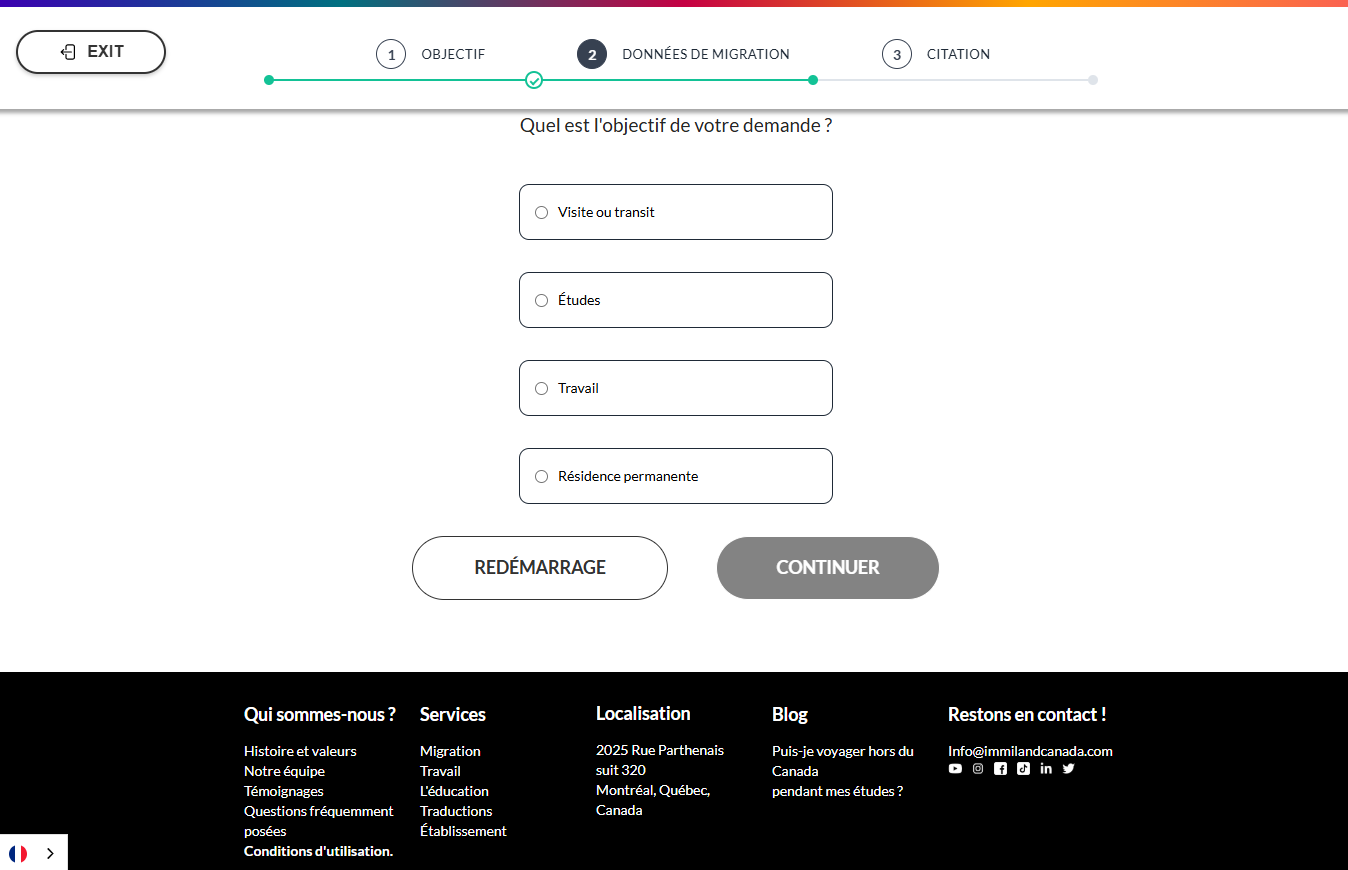 EXIT
1 OBJECTIF
2 DONNÉES DE MIGRATION
3 CITATION
Quel est l'objectif de votre demande ?
Visite ou transit
Études
Travail
Résidence permanente
REDÉMARRAGE
CONTINUER
Qui sommes-nous ?
Histoire et valeurs
Notre équipe
Témoignages
Questions fréquemment
posées
Conditions d'utilisation.
Services
Migration
Travail
L'éducation
Traductions
Établissement
Localisation
2025 Rue Parthenais
suit 320
Montréal, Québec,
Canada
Blog
Puis-je voyager hors du
Canada
pendant mes études ?
Restons en contact !
Info@immilandcanada.com